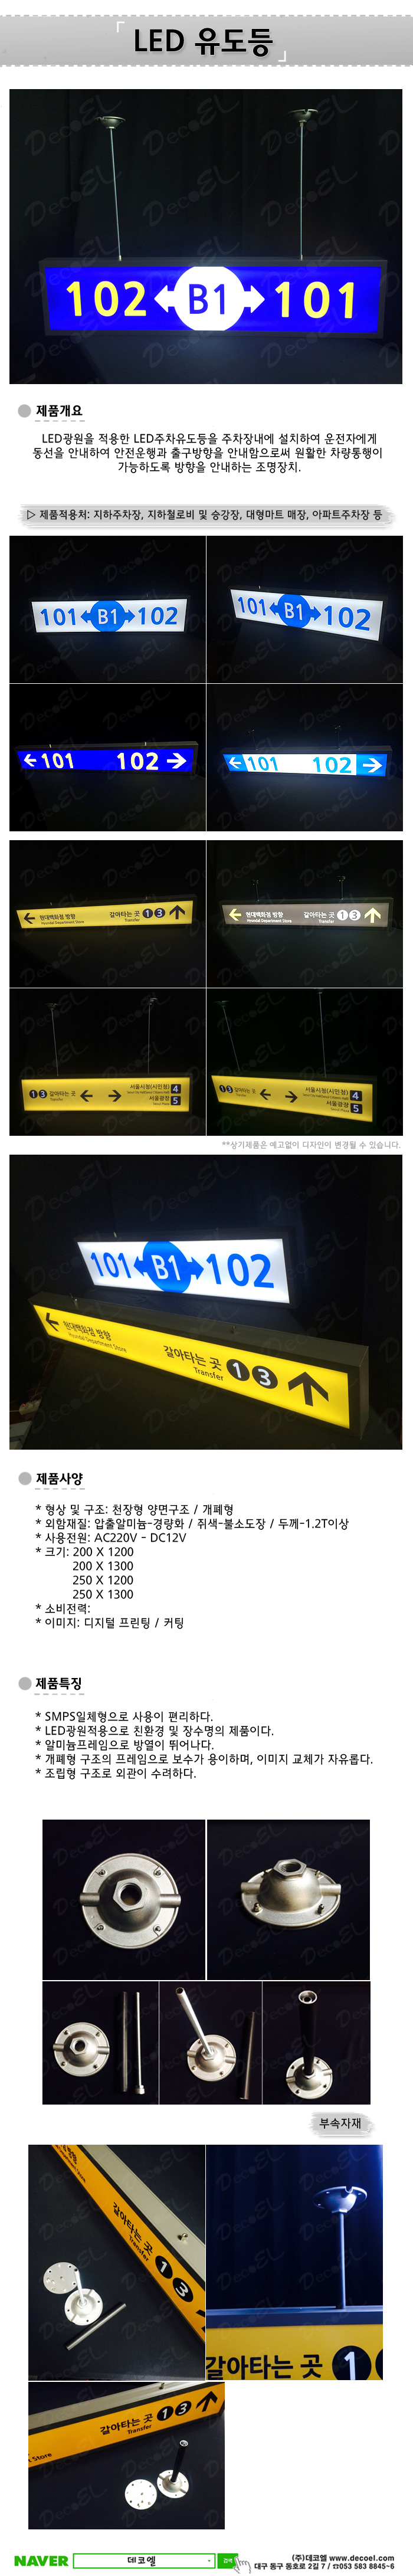 LED 유도등
102 B1 101
제품개요
LED광원을 적용한 LED주차유도등을 주차장내에 설치하여 운전자에게
동선을 안내하여 안전운행과 출구방향을 안내함으로써 원활한 차량통행이
가능하도록 방향을 안내하는 조명장치.
▷ 제품적용처: 지하주차장, 지하철로비 및 승강장, 대형마트 매장, 아파트주차장 등
101 B1 102
101 B1 102
← 101 102 →
← 101 102 →
← 현대백화점 방향 갈아타는 곳 1 3 ↑
Hyundai Department Store Transfer
← 현대백화점 방향 갈아타는 곳 1 3 ↑
Hyundai Department Store Transfer
1 3 갈아타는 곳 ← → 서울시청(시민청) 4
Transfer
서울광장 5
Seoul Plaza
1 3 갈아타는 곳 ← → 서울시청(시민청) 4
Transfer
서울광장 5
Seoul Plaza
**상기제품은 예고없이 디자인이 변경될 수 있습니다.
101 B1 102
← 현대백화점 방향 갈아타는 곳 1 3 ↑
Hyundai Department Store Transfer
제품사양
* 형상 및 구조: 천장형 양면구조 / 개폐형
* 외함재질: 압출알미늄-경량화 / 쥐색-불소도장 / 두께-1.2T이상
* 사용전원: AC220V - DC12V
* 크기: 200 X 1200
200 X 1300
250 X 1200
250 X 1300
* 소비전력:
* 이미지: 디지털 프린팅 / 커팅
제품특징
* SMPS일체형으로 사용이 편리하다.
* LED광원적용으로 친환경 및 장수명의 제품이다.
* 알미늄프레임으로 방열이 뛰어나다.
* 개폐형 구조의 프레임으로 보수가 용이하며, 이미지 교체가 자유롭다.
* 조립형 구조로 외관이 수려하다.
부속자재
갈아타는 곳 1 3
Transfer
갈아타는 곳 1
Transfer
갈아타는 곳 1 3 ↑
Transfer
t Store
NAVER 데코엘 검색
(주)데코엘 www.decoel.com
대구 동구 동호로 2길 7 / ☎053 583 8845~6